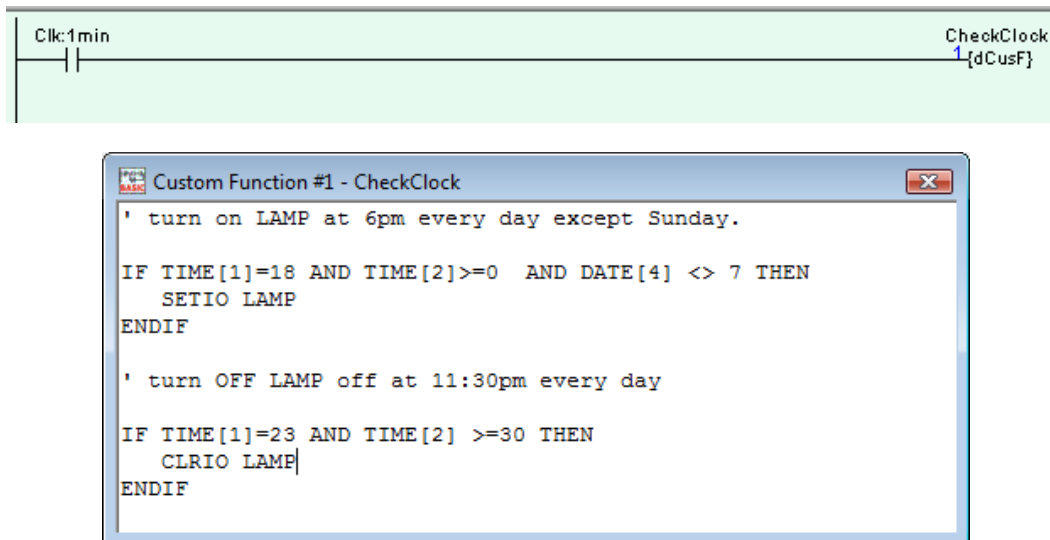 Clk:1min CheckClock
1 {dCusF}
Custom Function #1 - CheckClock
' turn on LAMP at 6pm every day except Sunday.
IF TIME[1]=18 AND TIME[2]>=0  AND DATE[4] <> 7 THEN
   SETIO LAMP
ENDIF
' turn OFF LAMP off at 11:30pm every day
IF TIME[1]=23 AND TIME[2] >=30 THEN
   CLRIO LAMP
ENDIF